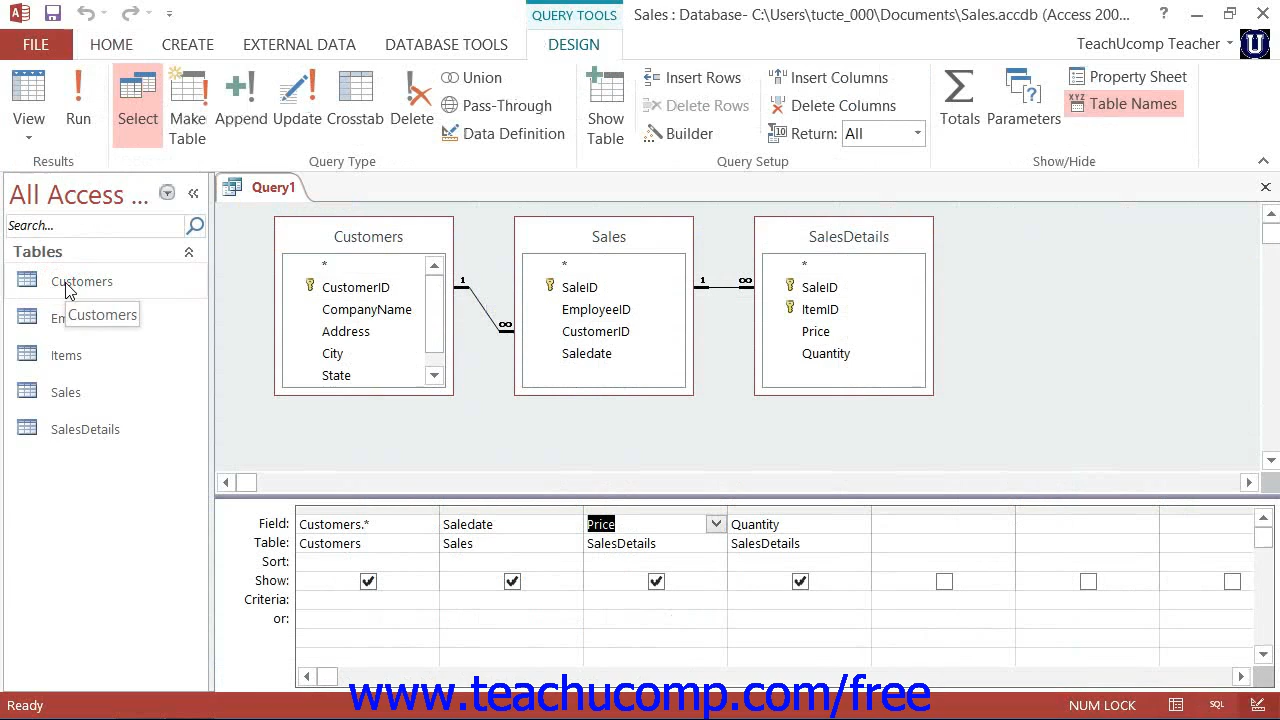 QUERY TOOLS
Sales : Database- C:\Users\tucte_000\Documents\Sales.accdb (Access 200...
?
FILE
HOME
CREATE
EXTERNAL DATA
DATABASE TOOLS
DESIGN
TeachUcomp Teacher
View
Run
Select
Make Table
Append
Update
Crosstab
Delete
Union
Pass-Through
Data Definition
Show Table
Insert Rows
Delete Rows
Builder
Insert Columns
Delete Columns
Return: All
Totals
Parameters
Property Sheet
Table Names
Results
Query Type
Query Setup
Show/Hide
All Access ...
Search...
Tables
Customers
Em
Customers
Items
Sales
SalesDetails
Query1
Customers
*
CustomerID
CompanyName
Address
City
State
1
∞
Sales
*
SaleID
EmployeeID
CustomerID
Saledate
1
∞
SalesDetails
*
SaleID
ItemID
Price
Quantity
Field: Customers.* Saledate Price Quantity
Table: Customers Sales SalesDetails SalesDetails
Sort:
Show:
Criteria:
or:
www.teachucomp.com/free
Ready
NUM LOCK
SQL